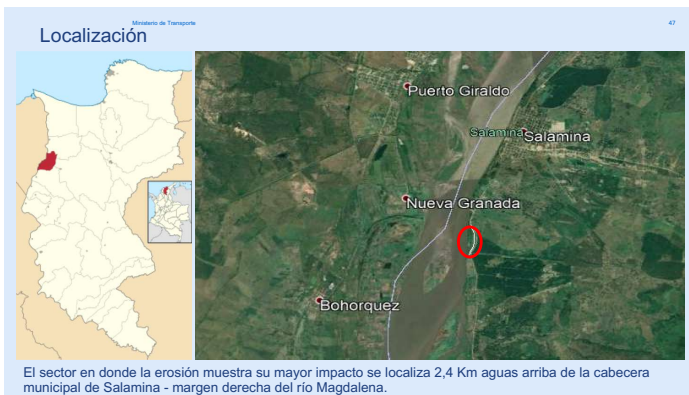 Ministerio de Transporte
47
Localización
Puerto Giraldo
Salamina
Salamina
Nueva Granada
Bohorquez
El sector en donde la erosión muestra su mayor impacto se localiza 2,4 Km aguas arriba de la cabecera
municipal de Salamina - margen derecha del río Magdalena.